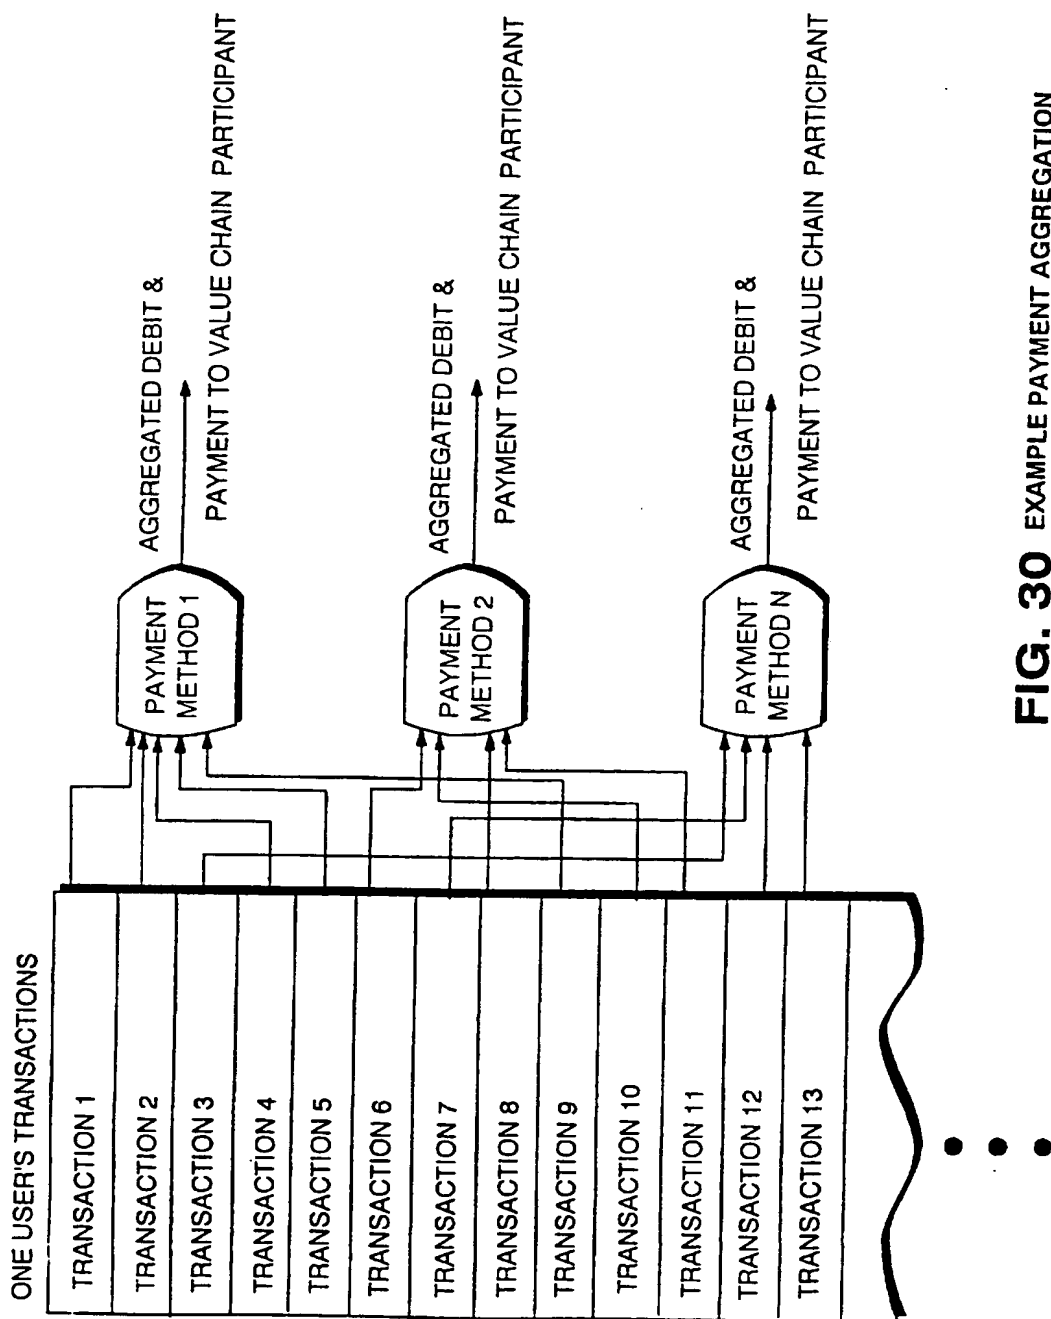 ONE USER'S TRANSACTIONS
TRANSACTION 1
TRANSACTION 2
TRANSACTION 3
TRANSACTION 4
TRANSACTION 5
TRANSACTION 6
TRANSACTION 7
TRANSACTION 8
TRANSACTION 9
TRANSACTION 10
TRANSACTION 11
TRANSACTION 12
TRANSACTION 13
PAYMENT
METHOD 1
AGGREGATED DEBIT &
PAYMENT TO VALUE CHAIN PARTICIPANT
PAYMENT
METHOD 2
AGGREGATED DEBIT &
PAYMENT TO VALUE CHAIN PARTICIPANT
PAYMENT
METHOD N
AGGREGATED DEBIT &
PAYMENT TO VALUE CHAIN PARTICIPANT
FIG. 30 EXAMPLE PAYMENT AGGREGATION